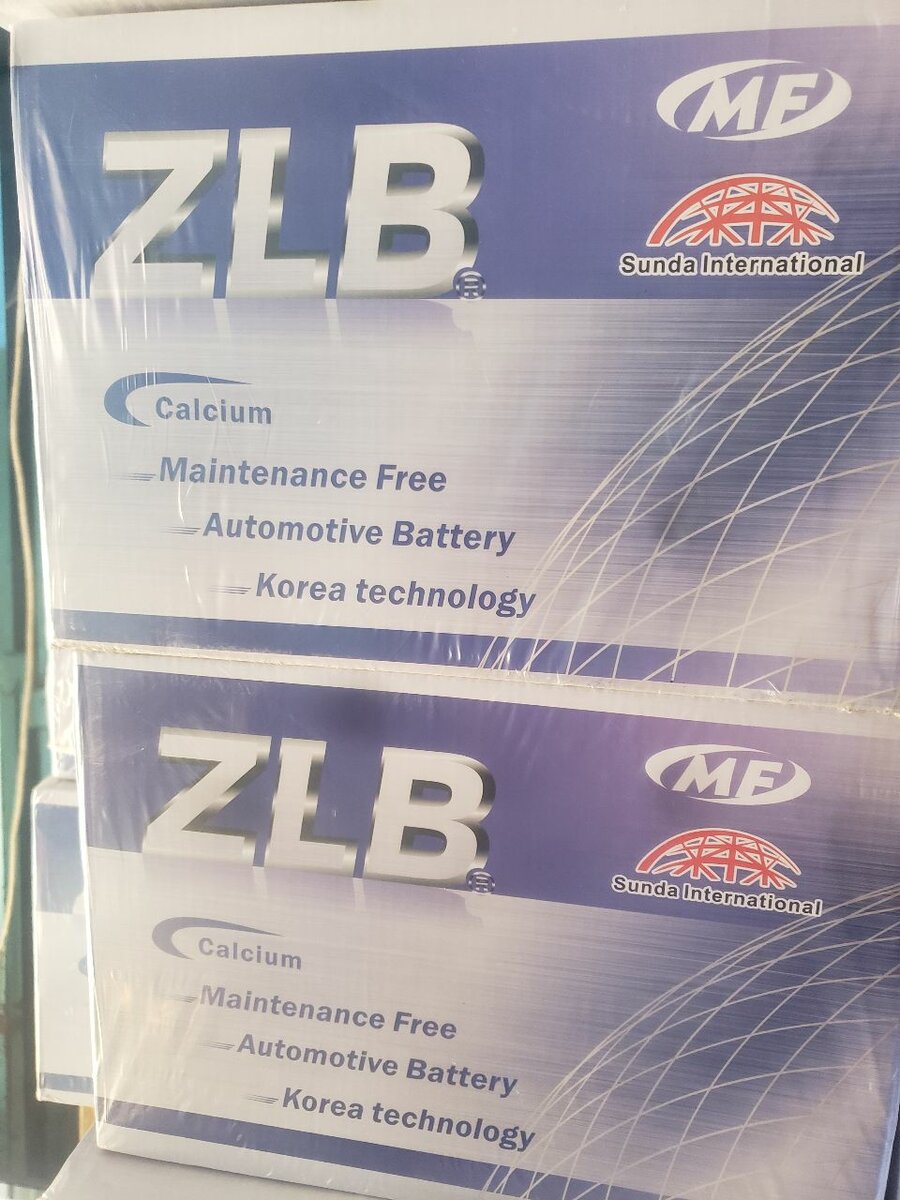 MF
ZLB®
Sunda International
Calcium
Maintenance Free
Automotive Battery
Korea technology
MF
ZLB®
Sunda International
Calcium
Maintenance Free
Automotive Battery
Korea technology